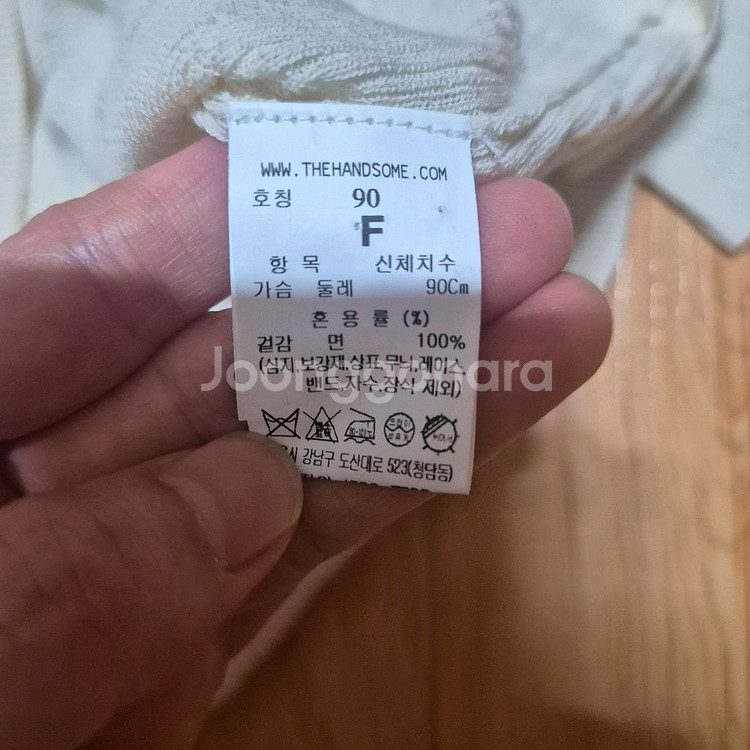 WWW.THEHANDSOME.COM
호칭 90
F
항 목 신체치수
가슴 둘레 90Cm
혼 용 률 (%)
겉감 면 100%
(심지,보강재,상표,무늬,레이스
밴드,자수,장식 제외)
Joonggonara
강남구 도산대로 523(청담동)